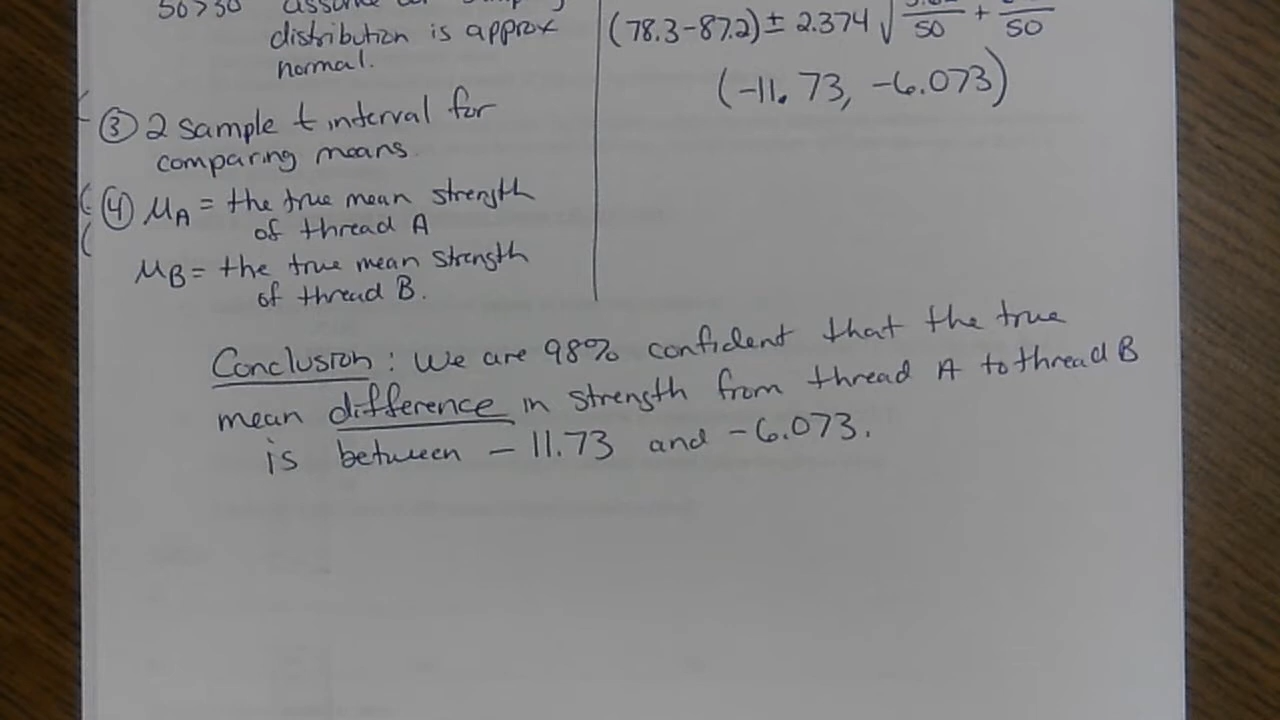 50>30
distribution is approx
normal.
③ 2 sample t interval for
comparing means.
④ μA = the true mean strength
of thread A
μB = the true mean strength
of thread B.
(78.3-87.2) ± 2.374 √ 50 + 50
(-11.73, -6.073)
Conclusion: We are 98% confident that the true
mean difference in strength from thread A to thread B
is between -11.73 and -6.073.